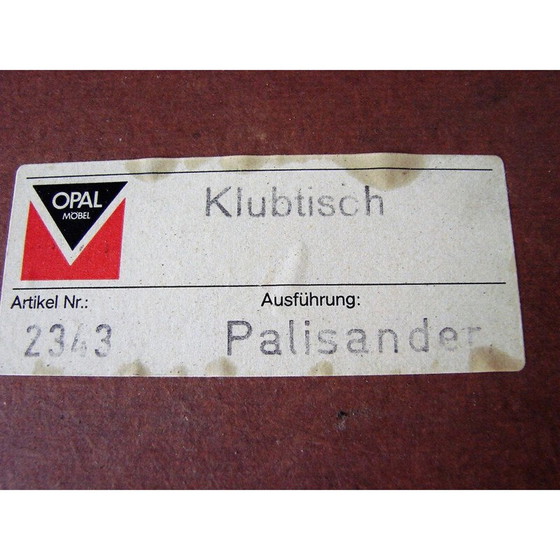 OPAL
MÖBEL
Klubtisch
Artikel Nr.: Ausführung:
2343 Palisander